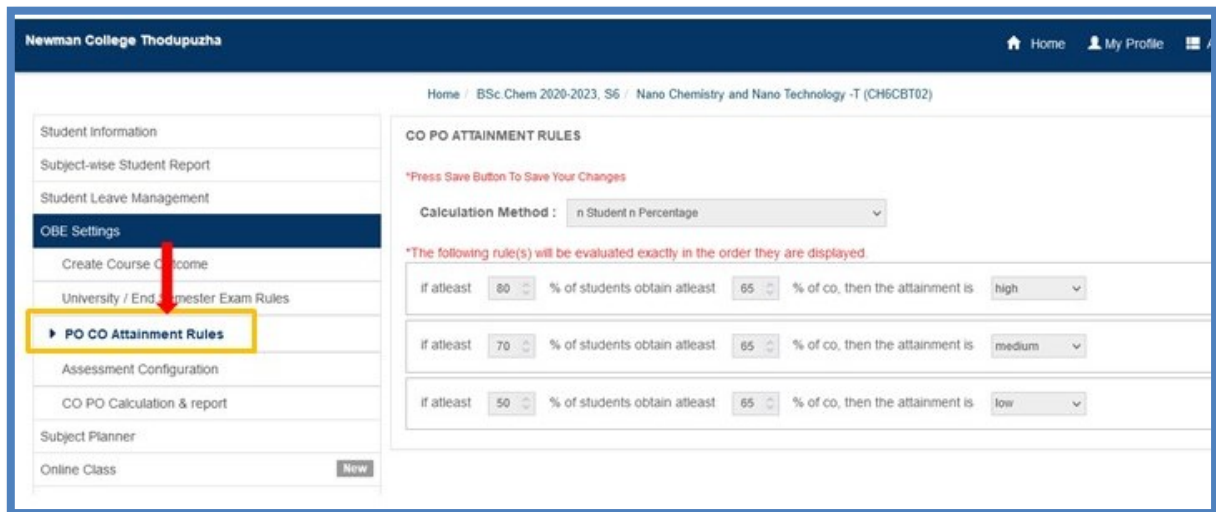 Newman College Thodupuzha
Home My Profile
Home / BSc.Chem 2020-2023, S6 / Nano Chemistry and Nano Technology -T (CH6CBT02)
Student Information
Subject-wise Student Report
Student Leave Management
OBE Settings
Create Course Outcome
University / End Semester Exam Rules
PO CO Attainment Rules
Assessment Configuration
CO PO Calculation & report
Subject Planner
Online Class New
CO PO ATTAINMENT RULES
*Press Save Button To Save Your Changes
Calculation Method : n Student n Percentage
*The following rule(s) will be evaluated exactly in the order they are displayed.
if atleast 80 % of students obtain atleast 65 % of co, then the attainment is high
if atleast 70 % of students obtain atleast 65 % of co, then the attainment is medium
if atleast 50 % of students obtain atleast 65 % of co, then the attainment is low